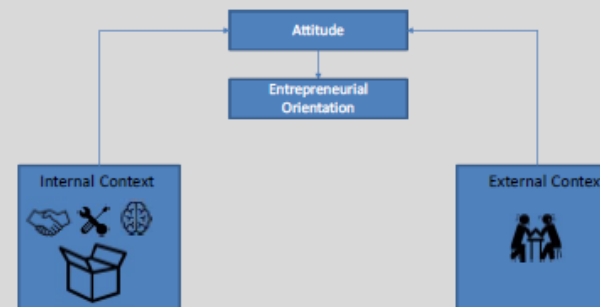 Attitude
Entrepreneurial
Orientation
Internal Context
External Contex